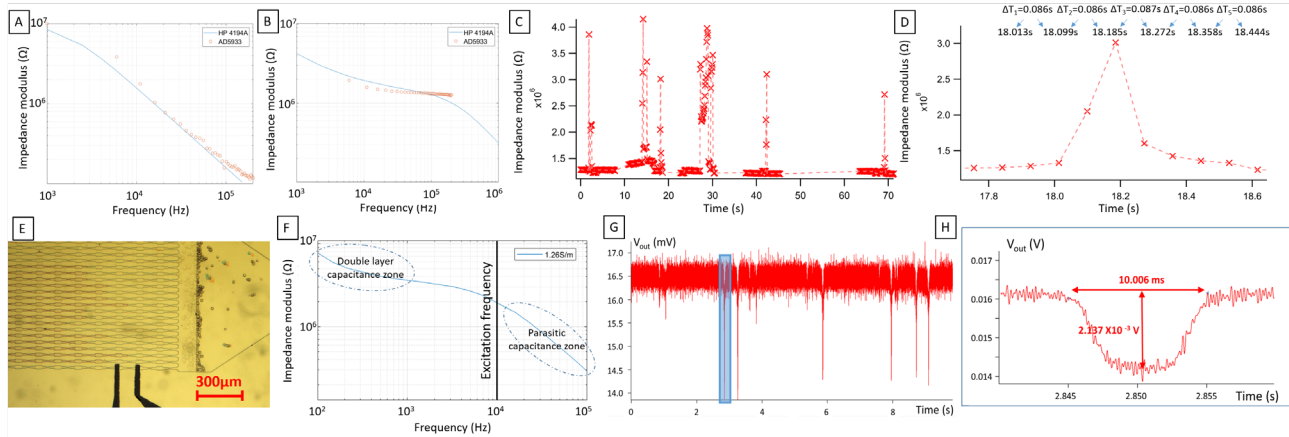 A
10⁷
10⁶
Impedance modulus (Ω)
HP 4194A
AD5933
10³
10⁴
10⁵
Frequency (Hz)
B
10⁷
10⁶
Impedance modulus (Ω)
HP 4194A
AD5933
10³
10⁴
10⁵
10⁶
Frequency (Hz)
C
Impedance modulus (Ω)
x10⁶
4.0
3.5
3.0
2.5
2.0
1.5
0
10
20
30
40
50
60
70
Time (s)
D
ΔT₁=0.086s ΔT₂=0.086s ΔT₃=0.087s ΔT₄=0.086s ΔT₅=0.086s
18.013s 18.099s 18.185s 18.272s 18.358s 18.444s
Impedance modulus (Ω)
x10⁶
3.0
2.5
2.0
1.5
17.8
18.0
18.2
18.4
18.6
Time (s)
E
300µm
F
10⁷
10⁶
Impedance modulus (Ω)
1.26S/m
Double layer
capacitance zone
Excitation frequency
Parasitic
capacitance zone
10²
10³
10⁴
10⁵
Frequency (Hz)
G
Vout (mV)
17.0
16.5
16.0
15.5
15.0
14.5
14.0
0
2
4
6
8
Time (s)
H
Vout (V)
0.017
0.016
0.015
0.014
10.006 ms
2.137 X10 ⁻³ V
2.845
2.850
2.855
Time (s)